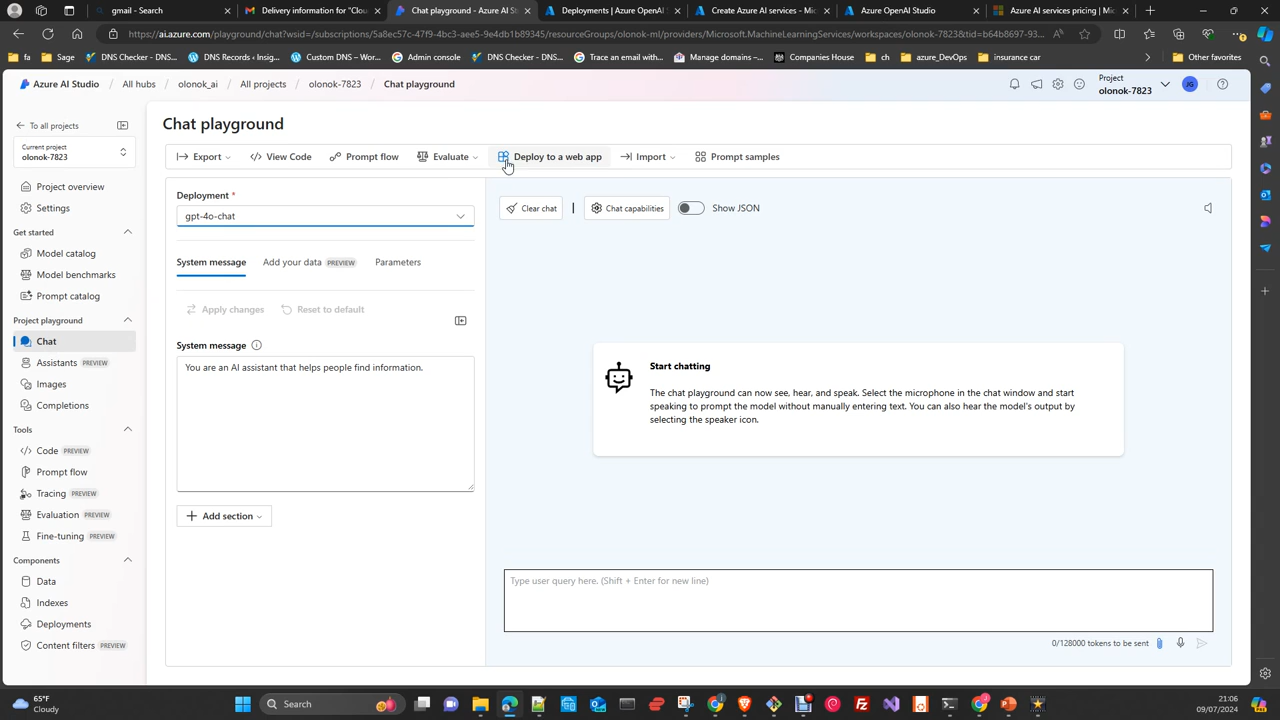 gmail - Search
Delivery information for "Clou
Chat playground - Azure AI St
Deployments | Azure OpenAI S
Create Azure AI services - Mic
Azure OpenAI Studio
Azure AI services pricing | Mic
https://ai.azure.com/playground/chat?wsid=/subscriptions/5a8ec57c-47f9-4bc3-aee5-9e4db1b89345/resourceGroups/olonok-ml/providers/Microsoft.MachineLearningServices/workspaces/olonok-7823&tid=b64b8697-93...
fa
Sage
DNS Checker - DNS...
DNS Records ‹ Insig...
Custom DNS – Wor...
Admin console
DNS Checker - DNS...
Trace an email with...
Manage domains –...
Companies House
ch
azure_DevOps
insurance car
Other favorites
Azure AI Studio
All hubs
olonok_ai
All projects
olonok-7823
Chat playground
Project
olonok-7823
JG
To all projects
Current project
olonok-7823
Project overview
Settings
Get started
Model catalog
Model benchmarks
Prompt catalog
Project playground
Chat
Assistants PREVIEW
Images
Completions
Tools
Code PREVIEW
Prompt flow
Tracing PREVIEW
Evaluation PREVIEW
Fine-tuning PREVIEW
Components
Data
Indexes
Deployments
Content filters PREVIEW
Chat playground
Export
View Code
Prompt flow
Evaluate
Deploy to a web app
Import
Prompt samples
Deployment *
gpt-4o-chat
System message
Add your data PREVIEW
Parameters
Apply changes
Reset to default
System message
You are an AI assistant that helps people find information.
Add section
Clear chat
Chat capabilities
Show JSON
Start chatting
The chat playground can now see, hear, and speak. Select the microphone in the chat window and start
speaking to prompt the model without manually entering text. You can also hear the model's output by
selecting the speaker icon.
Type user query here. (Shift + Enter for new line)
0/128000 tokens to be sent
65°F
Cloudy
Search
21:06
09/07/2024